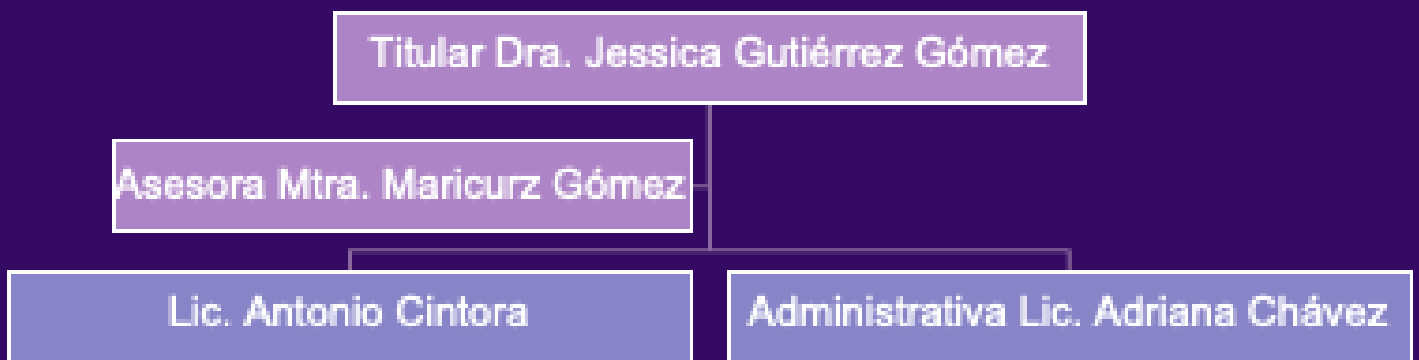 Titular Dra. Jessica Gutiérrez Gómez
Asesora Mtra. Maricurz Gómez
Lic. Antonio Cintora
Administrativa Lic. Adriana Chávez